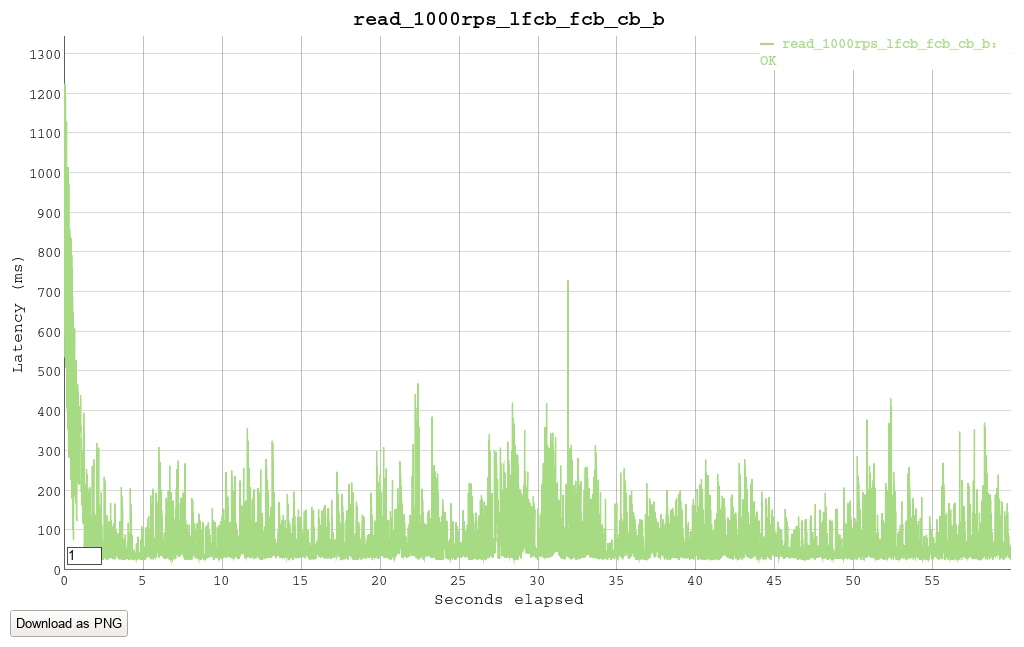 read_1000rps_lfcb_fcb_cb_b
read_1000rps_lfcb_fcb_cb_b:
OK
1300
1200
1100
1000
900
800
700
600
500
400
300
200
100
0
Latency (ms)
1
0 5 10 15 20 25 30 35 40 45 50 55
Seconds elapsed
Download as PNG